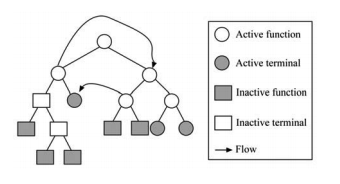 Active function
Active terminal
Inactive function
Inactive terminal
Flow